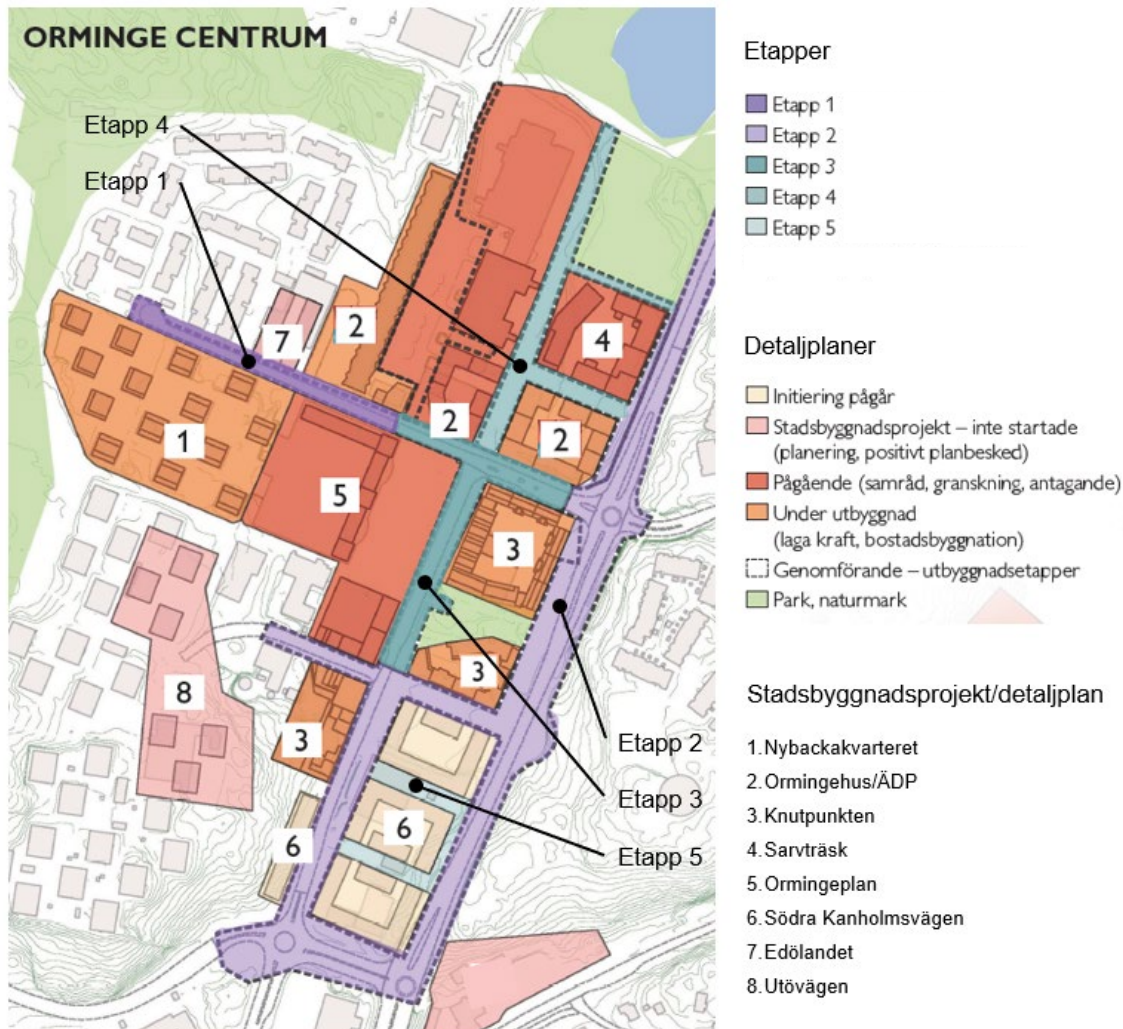 ORMINGE CENTRUM
Etapp 4
Etapp 1
7
2
4
1
2
2
5
3
3
8
3
Etapp 2
Etapp 3
6
Etapp 5
6
Etapper
Etapp 1
Etapp 2
Etapp 3
Etapp 4
Etapp 5
Detaljplaner
Initiering pågår
Stadsbyggnadsprojekt – inte startade
(planering, positivt planbesked)
Pågående (samråd, granskning, antagande)
Under utbyggnad
(laga kraft, bostadsbyggnation)
Genomförande – utbyggnadsetapper
Park, naturmark
Stadsbyggnadsprojekt/detaljplan
1.Nybackakvarteret
2.Ormingehus/ÄDP
3.Knutpunkten
4.Sarvträsk
5.Ormingeplan
6.Södra Kanholmsvägen
7.Edölandet
8.Utövägen